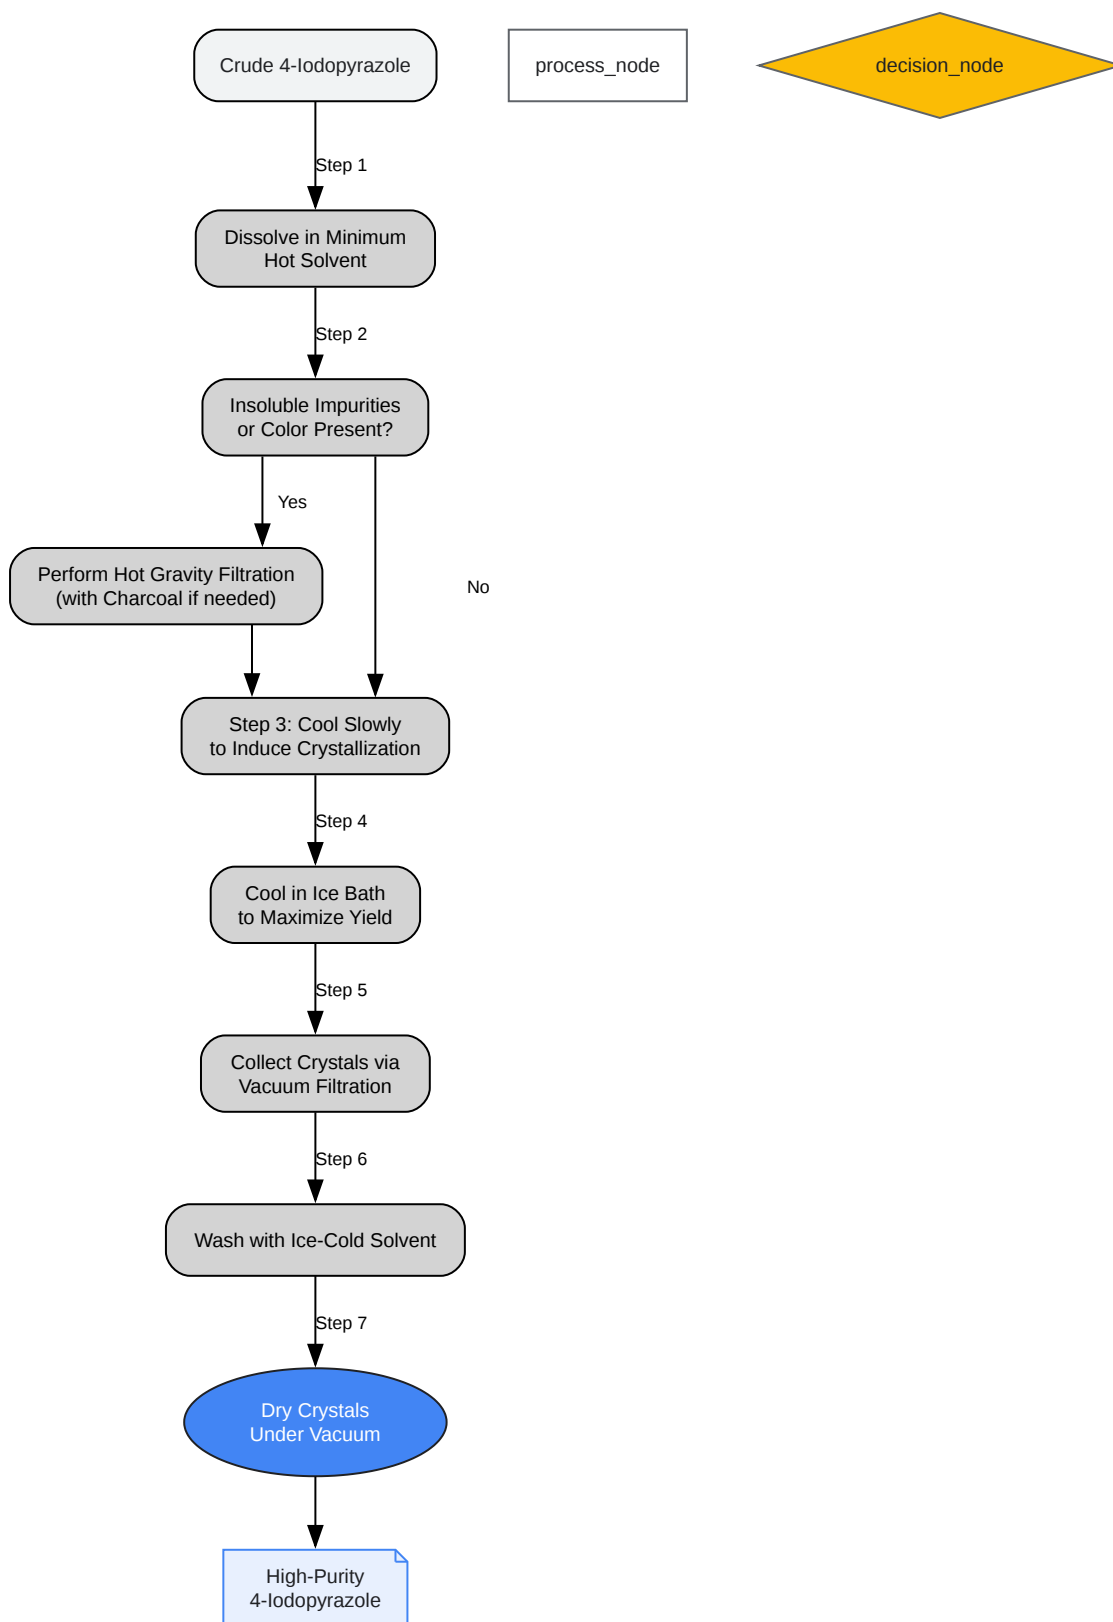 Crude 4-Iodopyrazole
process_node
decision_node
Step 1
Dissolve in Minimum
Hot Solvent
Step 2
Insoluble Impurities
or Color Present?
Yes
Perform Hot Gravity Filtration
(with Charcoal if needed)
No
Step 3: Cool Slowly
to Induce Crystallization
Step 4
Cool in Ice Bath
to Maximize Yield
Step 5
Collect Crystals via
Vacuum Filtration
Step 6
Wash with Ice-Cold Solvent
Step 7
Dry Crystals
Under Vacuum
High-Purity
4-Iodopyrazole